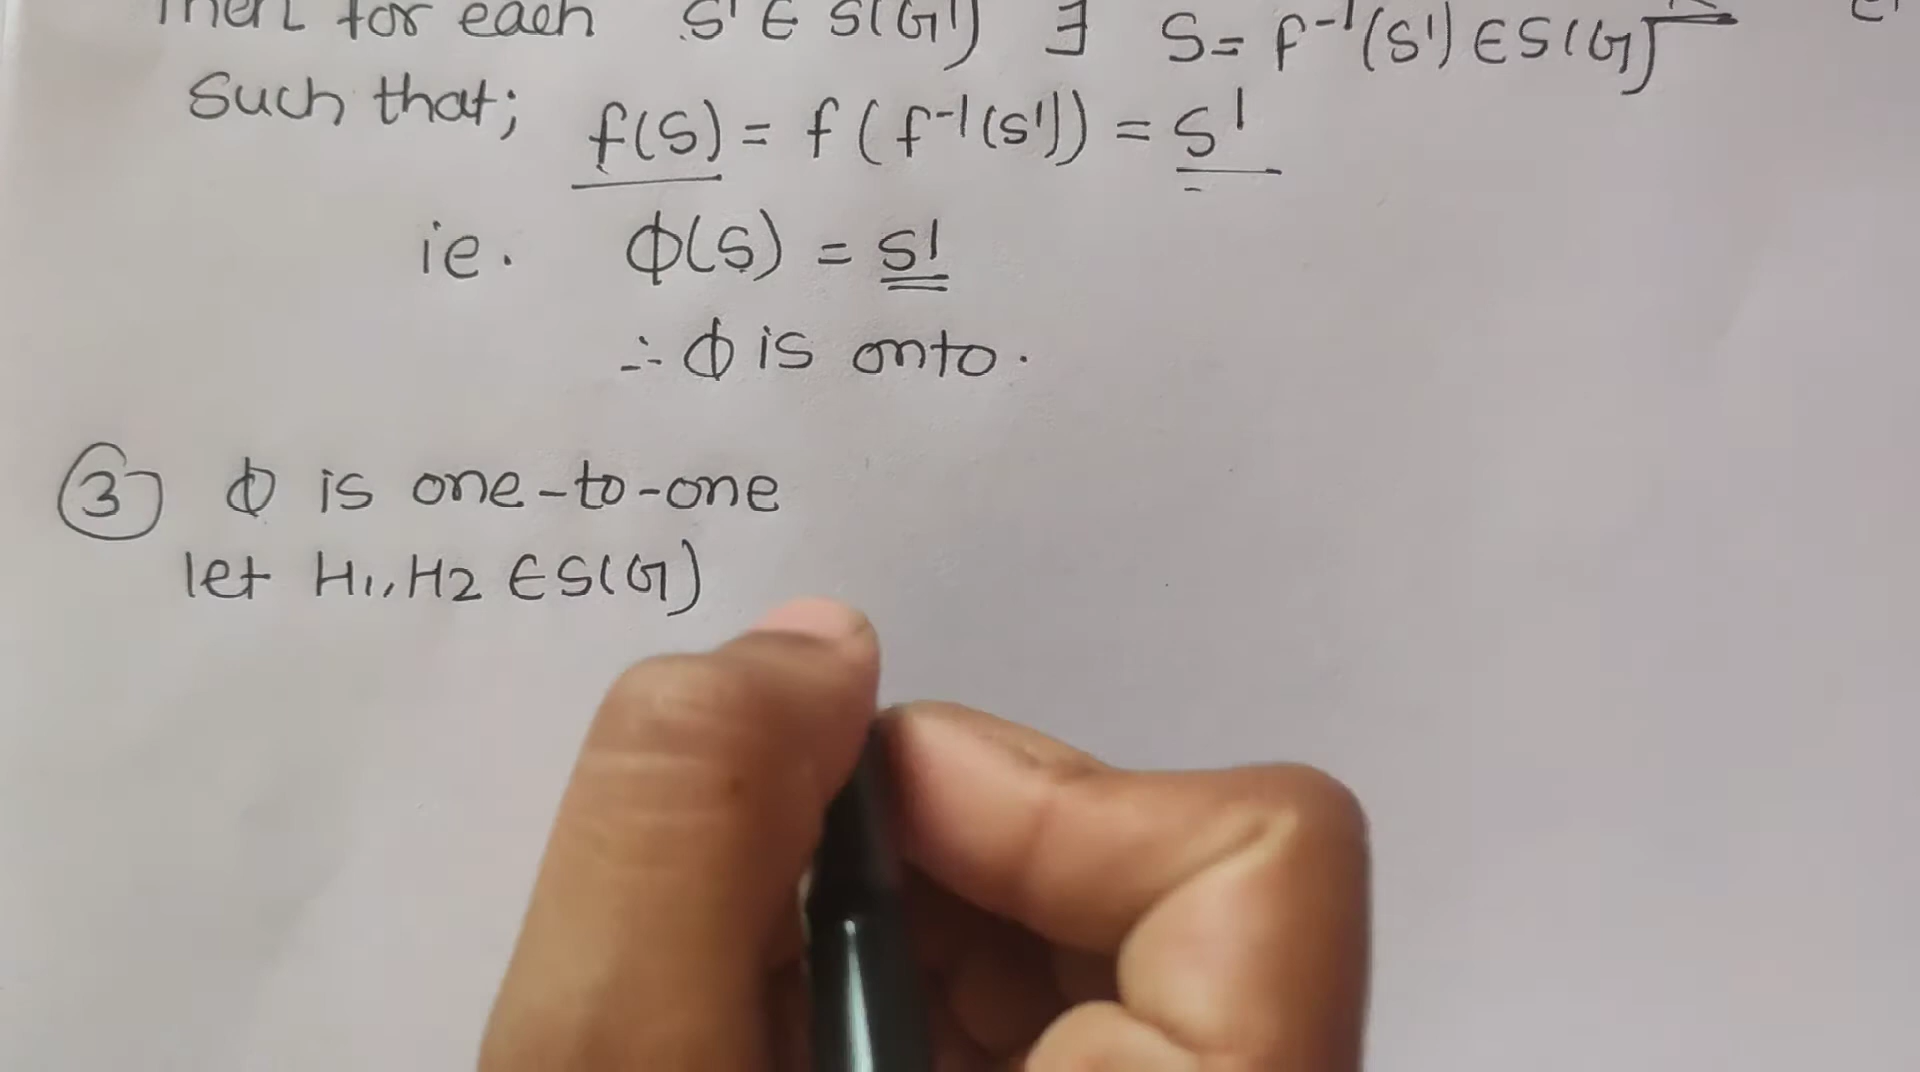 Then for each S' ∈ S(G') ∃ S = f⁻¹(S') ∈ S(G)
Such that; f(S) = f(f⁻¹(S')) = S'
ie. ϕ(S) = S'
∴ ϕ is onto.
③ ϕ is one-to-one
let H1, H2 ∈ S(G)